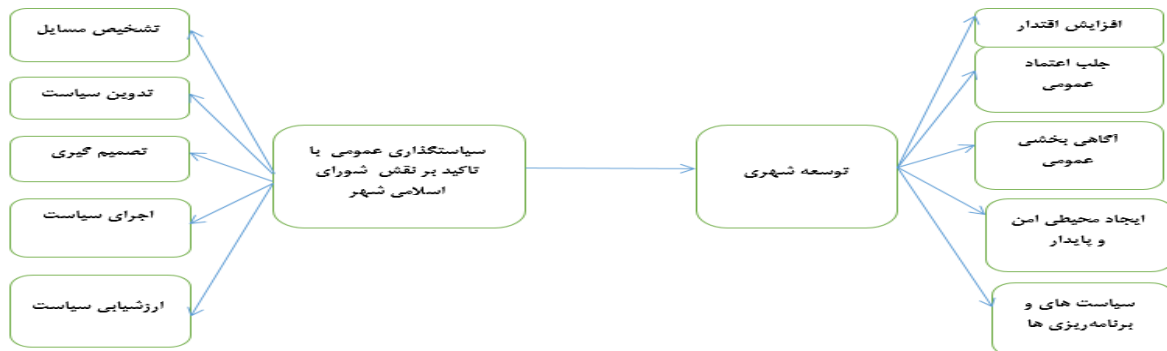 افزایش اقتدار
جلب اعتماد
عمومی
آگاهی بخشی
عمومی
ایجاد محیطی امن
و پایدار
سیاست های و
برنامه‌ریزی ها
توسعه شهری
سیاستگذاری عمومی با
تاکید بر نقش شورای
اسلامی شهر
تشخیص مسایل
تدوین سیاست
تصمیم گیری
اجرای سیاست
ارزشیابی سیاست